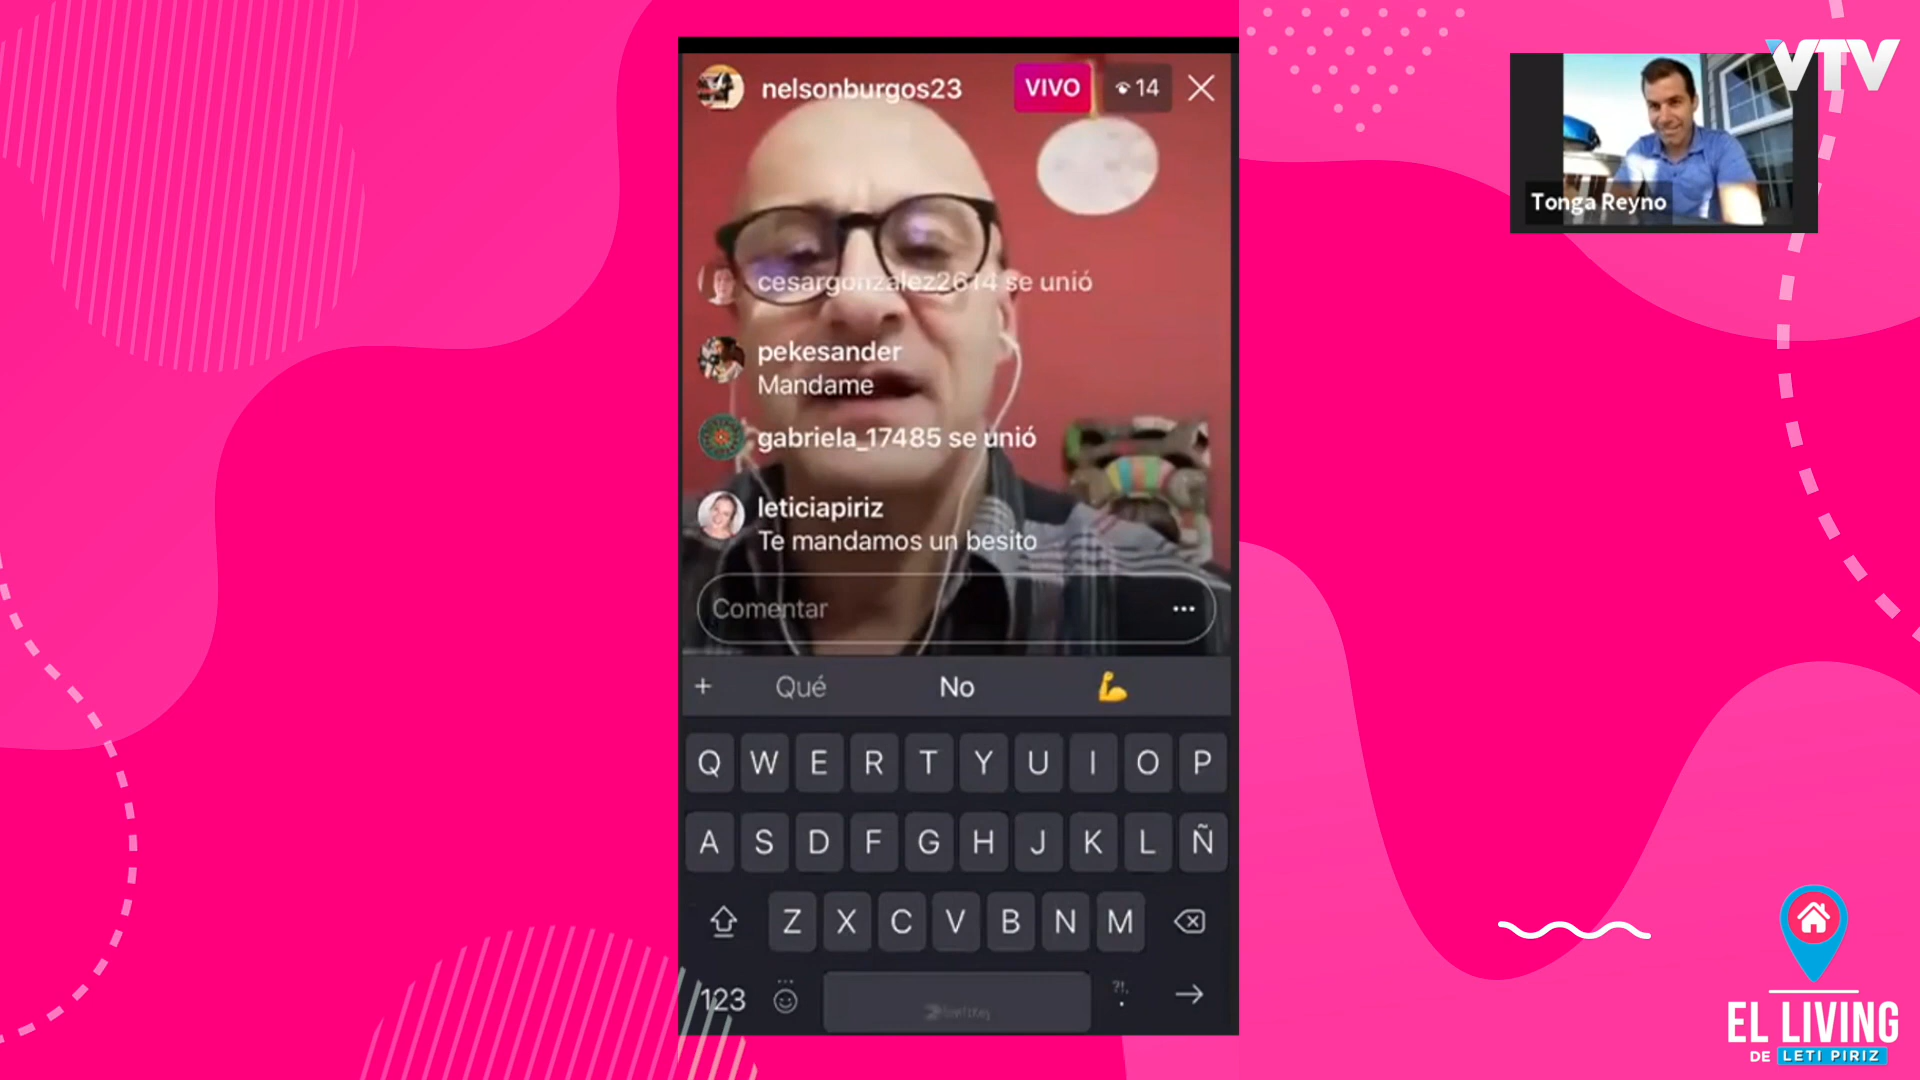 nelsonburgos23
VIVO
14
VTV
Tonga Reyno
cesargonzalez2614 se unió
pekesander
Mandame
gabriela_17485 se unió
leticiapiriz
Te mandamos un besito
Comentar
Qué No
Q W E R T Y U I O P
A S D F G H J K L Ñ
Z X C V B N M
123
?!,
.
EL LIVING
DE LETI PIRIZ